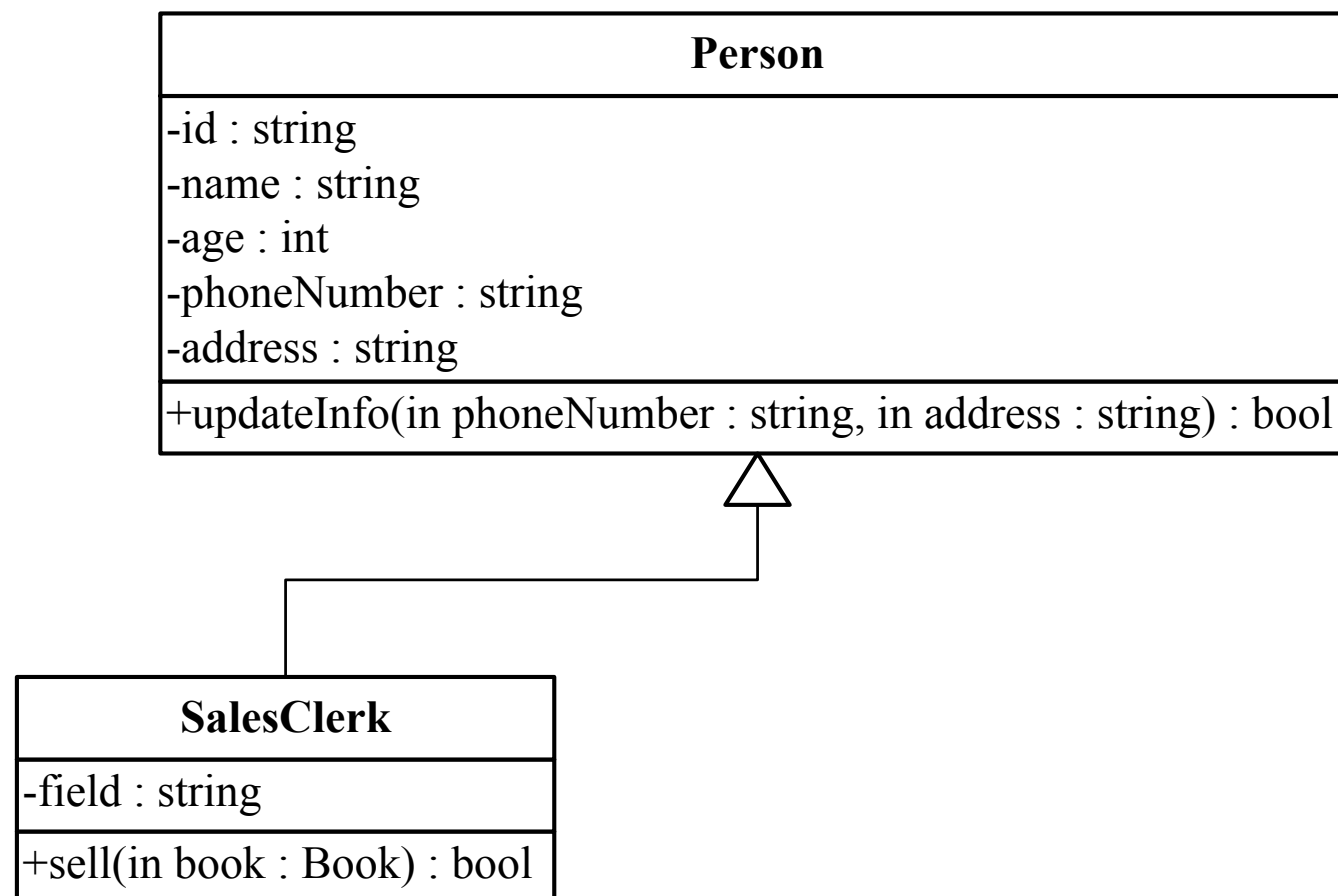 Person
-id : string
-name : string
-age : int
-phoneNumber : string
-address : string
+updateInfo(in phoneNumber : string, in address : string) : bool
SalesClerk
-field : string
+sell(in book : Book) : bool